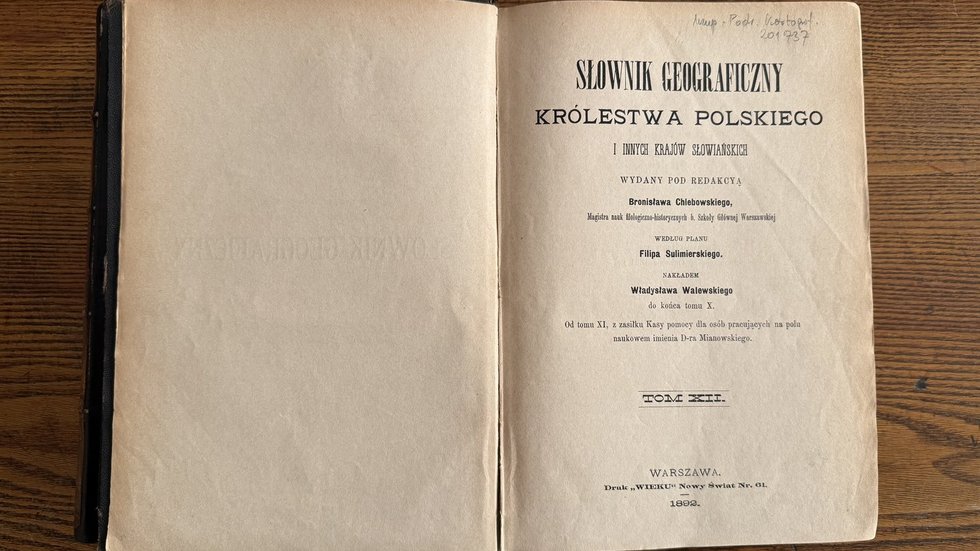 201737
SŁOWNIK GEOGRAFICZNY
KRÓLESTWA POLSKIEGO
I INNYCH KRAJÓW SŁOWIAŃSKICH
WYDANY POD REDAKCYĄ
Bronisława Chlebowskiego,
Magistra nauk filologiczno-historycznych b. Szkoły Głównej Warszawskiej
WEDŁUG PLANU
Filipa Sulimierskiego.
NAKŁADEM
Władysława Walewskiego
do końca tomu X.
Od tomu XI, z zasiłku Kasy pomocy dla osób pracujących na polu
naukowem imienia D-ra Mianowskiego.
TOM XII.
WARSZAWA.
Druk „WIEKU“ Nowy Świat Nr. 61.
1892.